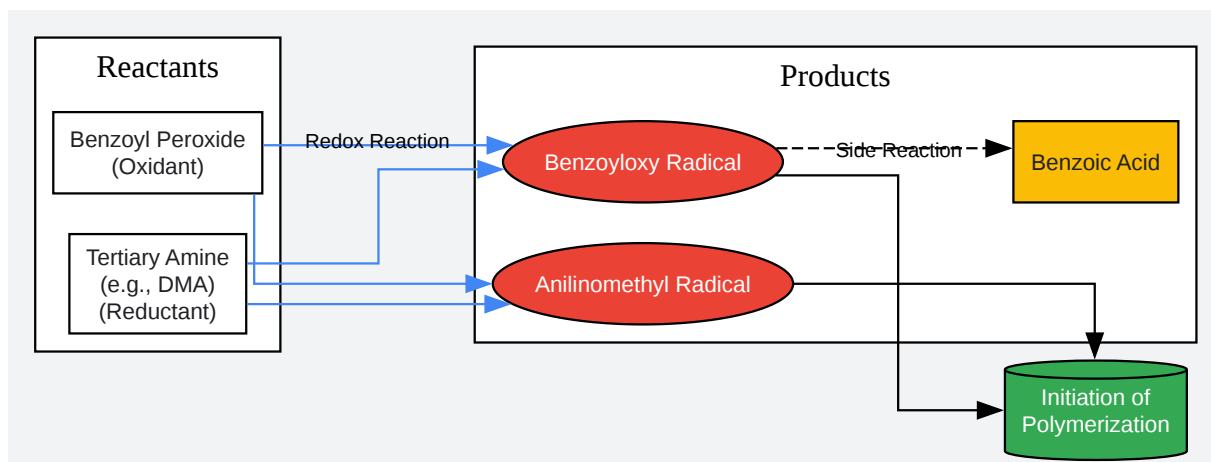 Reactants
Products
Benzoyl Peroxide
(Oxidant)
Redox Reaction
Benzoyloxy Radical
Side Reaction
Benzoic Acid
Tertiary Amine
(e.g., DMA)
(Reductant)
Anilinomethyl Radical
Initiation of
Polymerization